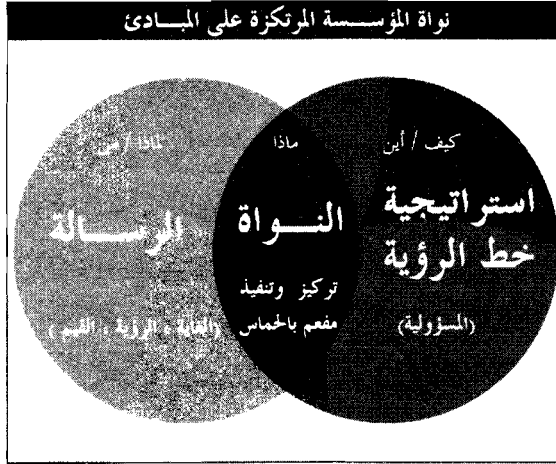 نواة المؤسسة المرتكزة على المبادئ
كيف / أين
استراتيجية
خط الرؤية
(المسؤولية)
ماذا
النواة
تركيز وتنفيذ
مفعم بالحماس
لماذا / من
الرسالة
(الغاية ، الرؤية ، القيم)